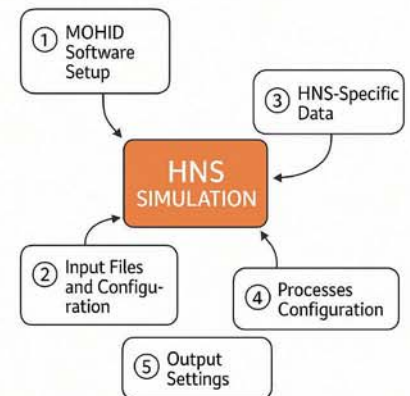 ① MOHID
Software
Setup
③ HNS-Specific
Data
HNS
SIMULATION
② Input Files
and Configu-
ration
④ Processes
Configuration
⑤ Output
Settings